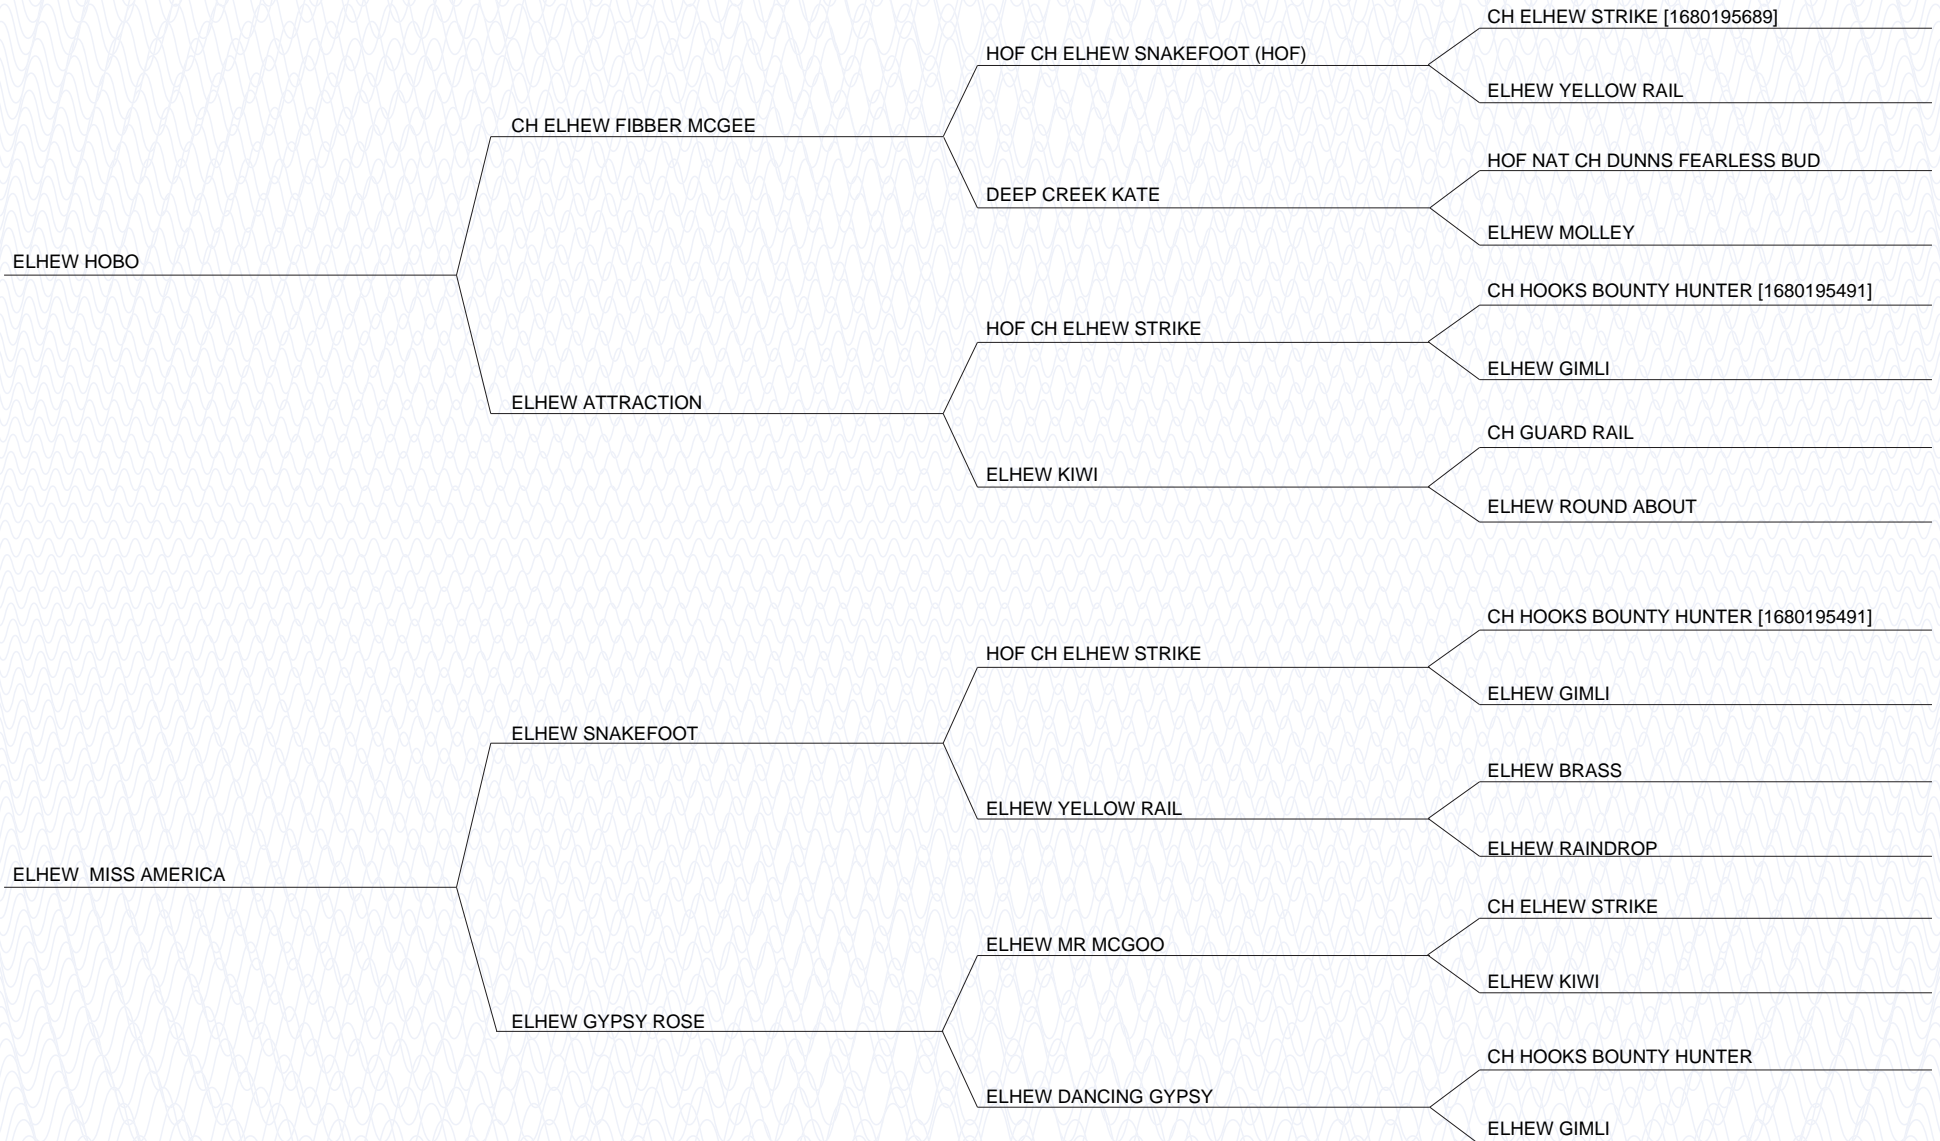 CH ELHEW STRIKE [1680195689]
HOF CH ELHEW SNAKEFOOT (HOF)
ELHEW YELLOW RAIL
CH ELHEW FIBBER MCGEE
HOF NAT CH DUNNS FEARLESS BUD
DEEP CREEK KATE
ELHEW MOLLEY
ELHEW HOBO
CH HOOKS BOUNTY HUNTER [1680195491]
HOF CH ELHEW STRIKE
ELHEW GIMLI
ELHEW ATTRACTION
CH GUARD RAIL
ELHEW KIWI
ELHEW ROUND ABOUT
CH HOOKS BOUNTY HUNTER [1680195491]
HOF CH ELHEW STRIKE
ELHEW GIMLI
ELHEW SNAKEFOOT
ELHEW BRASS
ELHEW YELLOW RAIL
ELHEW RAINDROP
ELHEW  MISS AMERICA
CH ELHEW STRIKE
ELHEW MR MCGOO
ELHEW KIWI
ELHEW GYPSY ROSE
CH HOOKS BOUNTY HUNTER
ELHEW DANCING GYPSY
ELHEW GIMLI